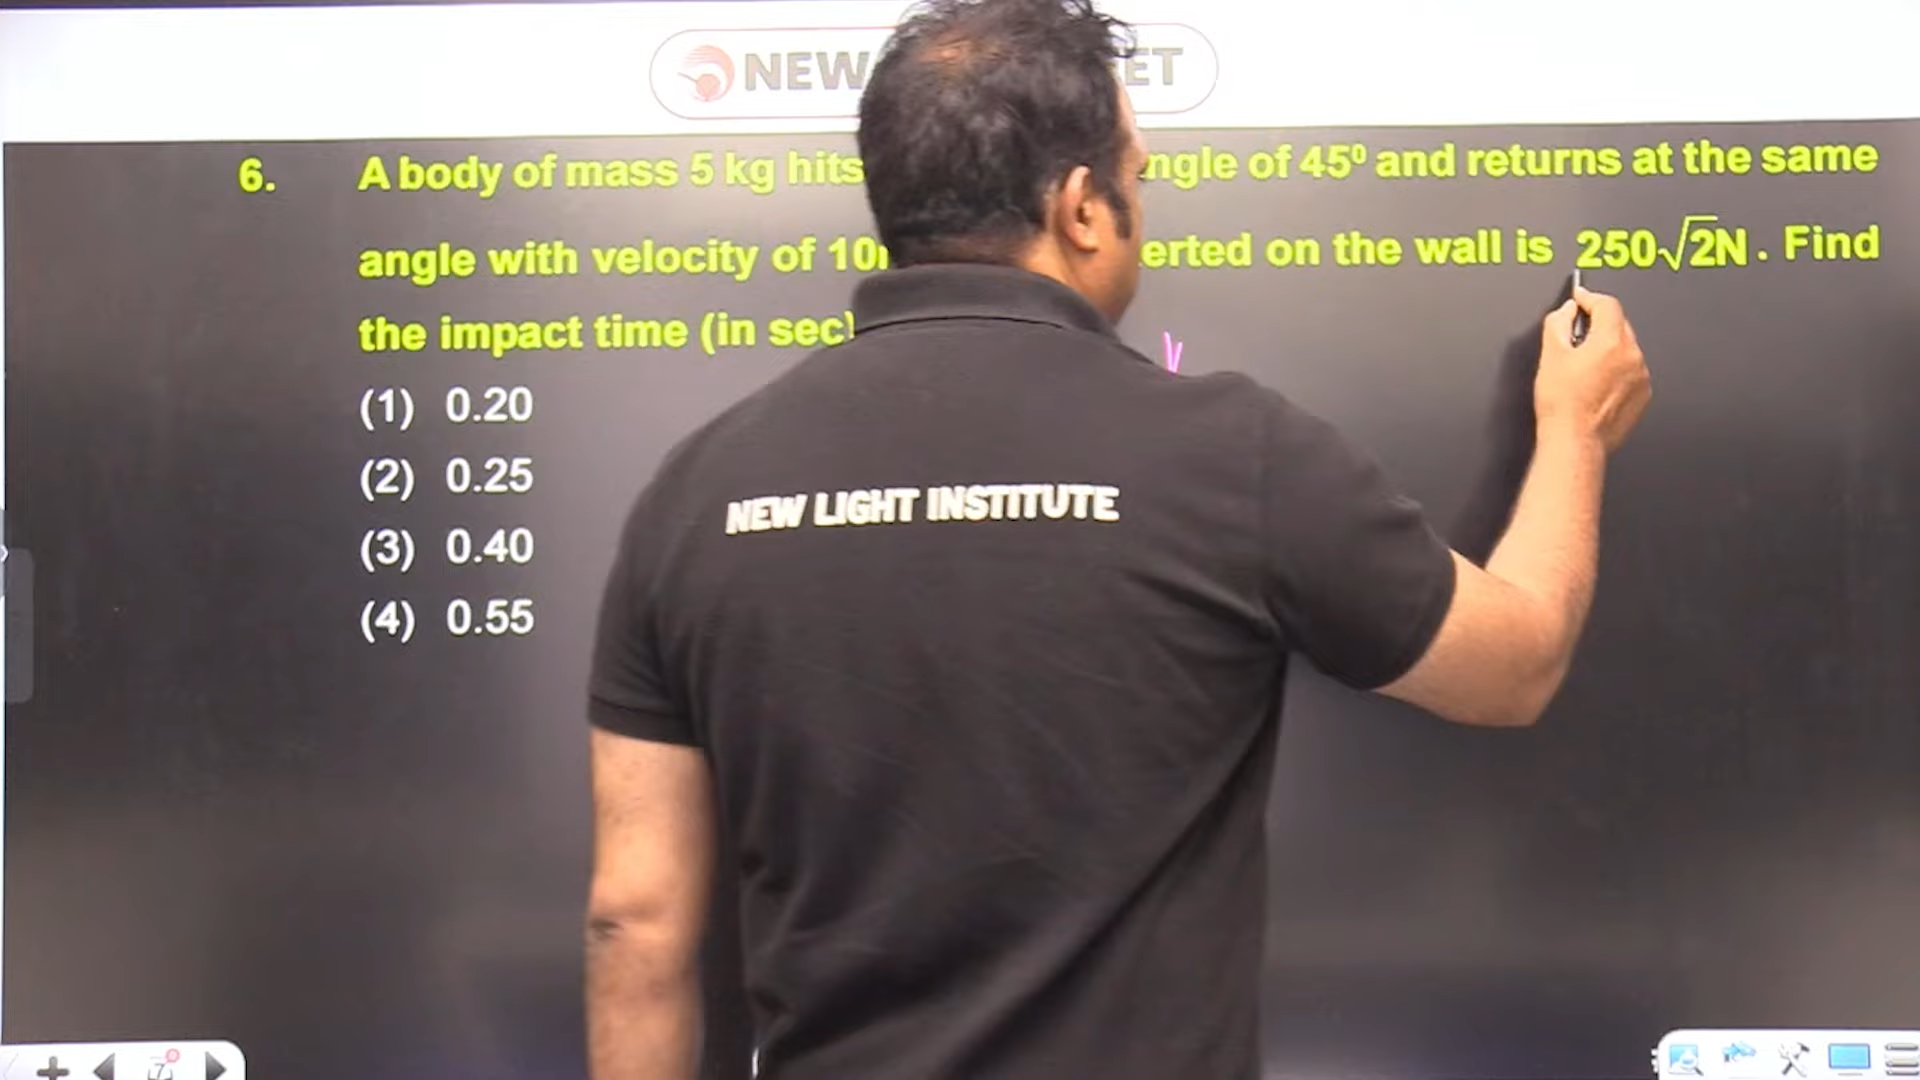 NEW ET
6. A body of mass 5 kg hits ngle of 45⁰ and returns at the same
angle with velocity of 10 erted on the wall is 250√2N. Find
the impact time (in sec)
(1) 0.20
(2) 0.25
(3) 0.40
(4) 0.55
NEW LIGHT INSTITUTE